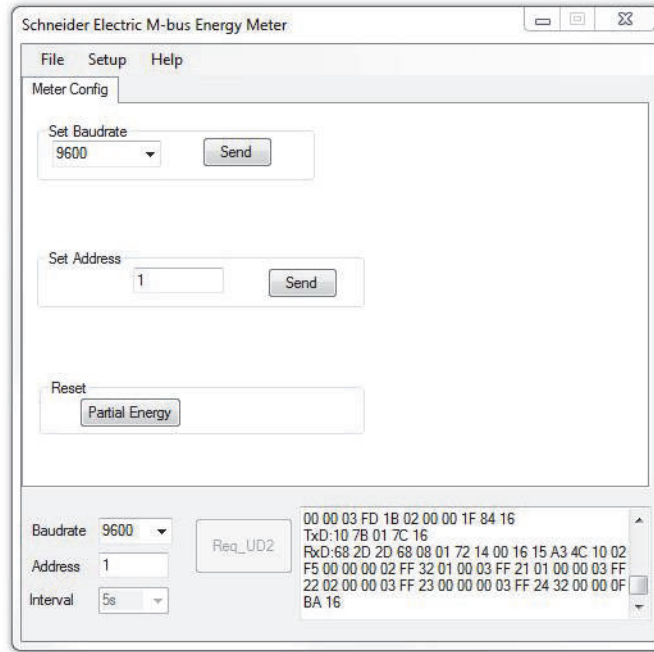 Schneider Electric M-bus Energy Meter
File Setup Help
Meter Config
Set Baudrate
9600 Send
Set Address
1 Send
Reset
Partial Energy
Baudrate 9600
Address 1
Interval 5s
Req_UD2
00 00 03 FD 1B 02 00 00 1F 84 16
TxD:10 7B 01 7C 16
RxD:68 2D 2D 68 08 01 72 14 00 16 15 A3 4C 10 02
F5 00 00 00 02 FF 32 01 00 03 FF 21 01 00 00 03 FF
22 02 00 00 03 FF 23 00 00 00 03 FF 24 32 00 00 0F
BA 16